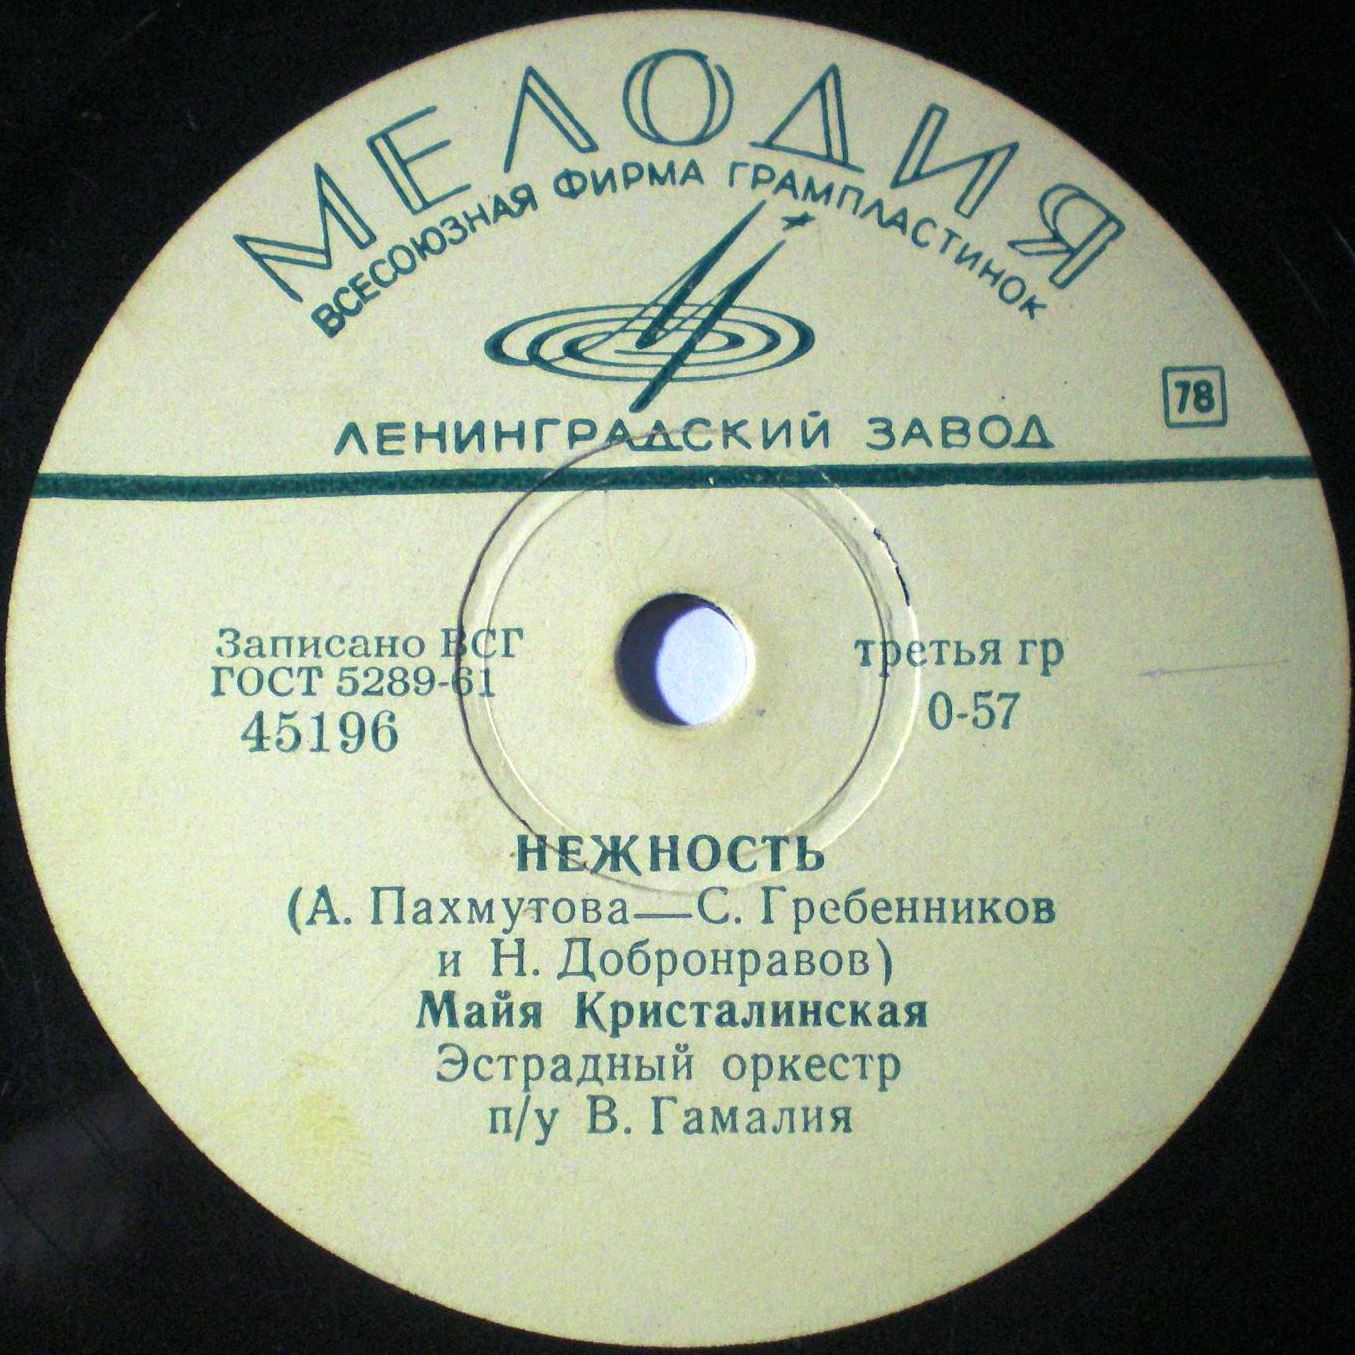 МЕЛОДИЯ
ВСЕСОЮЗНАЯ ФИРМА ГРАМПЛАСТИНОК
78
ЛЕНИНГРАДСКИЙ ЗАВОД
Записано ВСГ
ГОСТ 5289-61
45196
третья гр
0-57
НЕЖНОСТЬ
(А. Пахмутова—С. Гребенников
и Н. Добронравов)
Майя Кристалинская
Эстрадный оркестр
п/у В. Гамалия